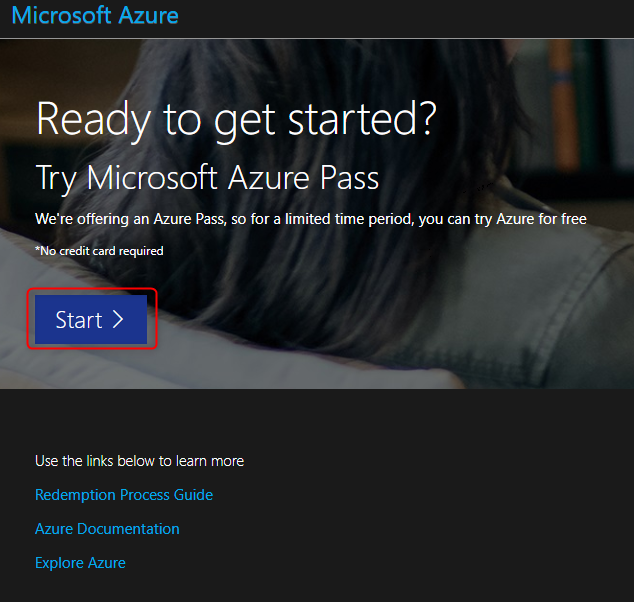 Microsoft Azure
Ready to get started?
Try Microsoft Azure Pass
We're offering an Azure Pass, so for a limited time period, you can try Azure for free
*No credit card required
Start
Use the links below to learn more
Redemption Process Guide
Azure Documentation
Explore Azure